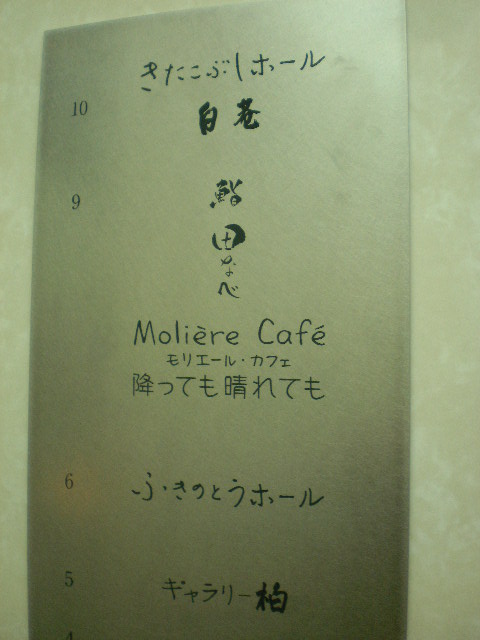 きたこぶしホール
10
白菴
9
鮨
田
なべ
Molière Café
モリエール・カフェ
降っても晴れても
6
ふきのとうホール
5
ギャラリー柏